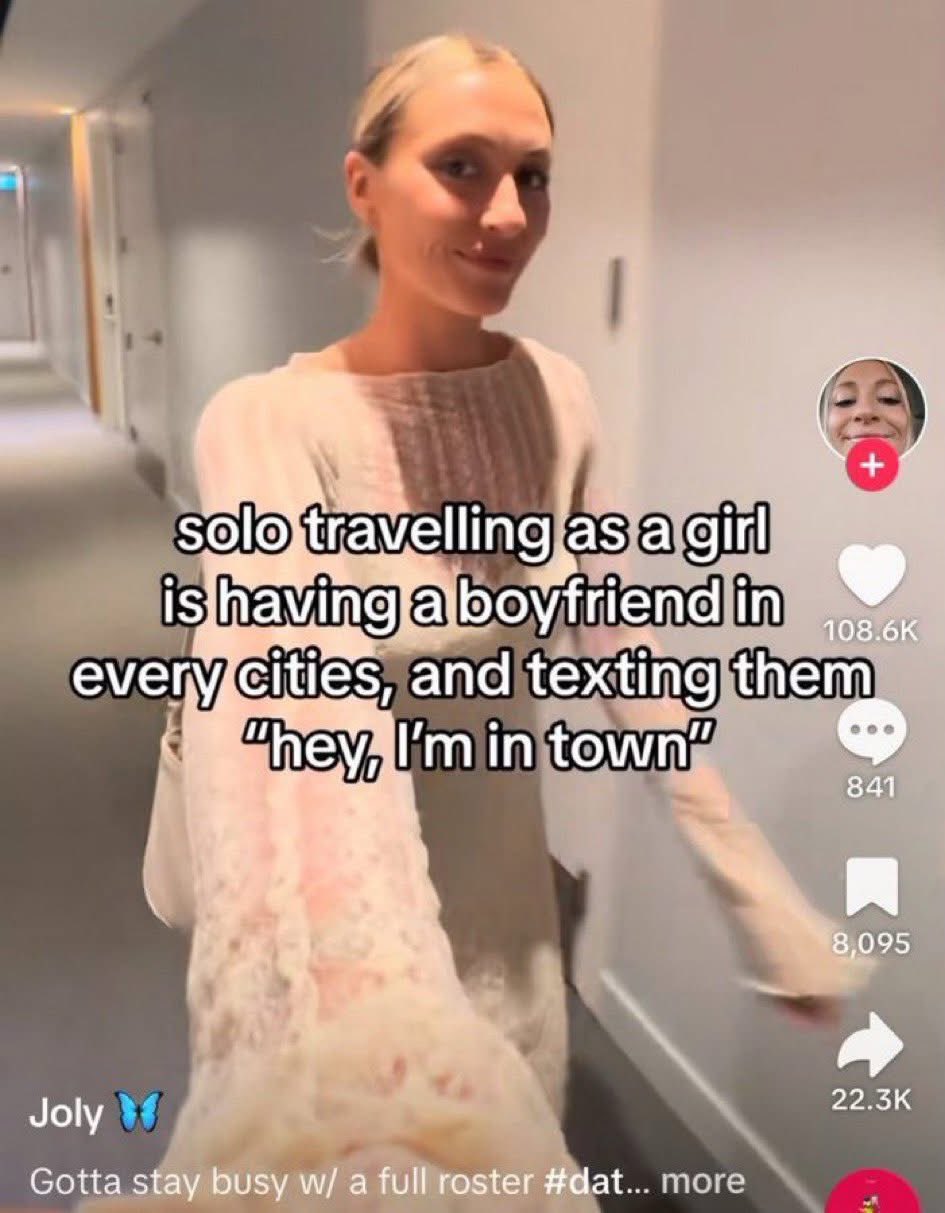 solo travelling as a girl
is having a boyfriend in
every cities, and texting them
"hey, I'm in town"
108.6K
841
8,095
22.3K
Joly 🦋
Gotta stay busy w/ a full roster #dat... more